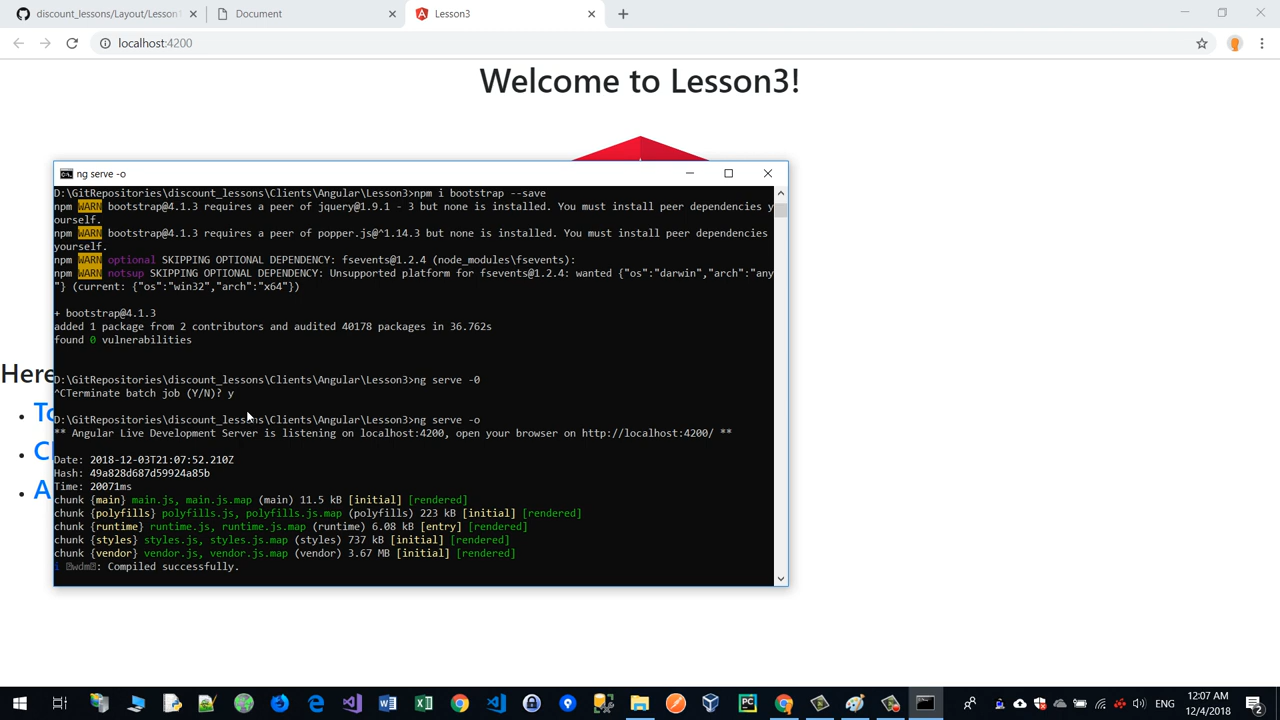 discount_lessons/Layout/Lesson
Document
Lesson3
localhost:4200
Welcome to Lesson3!
ng serve -o
D:\GitRepositories\discount_lessons\Clients\Angular\Lesson3>npm i bootstrap --save
npm WARN bootstrap@4.1.3 requires a peer of jquery@1.9.1 - 3 but none is installed. You must install peer dependencies y
ourself.
npm WARN bootstrap@4.1.3 requires a peer of popper.js@^1.14.3 but none is installed. You must install peer dependencies
yourself.
npm WARN optional SKIPPING OPTIONAL DEPENDENCY: fsevents@1.2.4 (node_modules\fsevents):
npm WARN notsup SKIPPING OPTIONAL DEPENDENCY: Unsupported platform for fsevents@1.2.4: wanted {"os":"darwin","arch":"any
"} (current: {"os":"win32","arch":"x64"})
+ bootstrap@4.1.3
added 1 package from 2 contributors and audited 40178 packages in 36.762s
found 0 vulnerabilities
Here
D:\GitRepositories\discount_lessons\Clients\Angular\Lesson3>ng serve -0
^CTerminate batch job (Y/N)? y
To
D:\GitRepositories\discount_lessons\Clients\Angular\Lesson3>ng serve -o
** Angular Live Development Server is listening on localhost:4200, open your browser on http://localhost:4200/ **
Cl
Date: 2018-12-03T21:07:52.210Z
Hash: 49a828d687d59924a85b
Time: 20071ms
A
chunk {main} main.js, main.js.map (main) 11.5 kB [initial] [rendered]
chunk {polyfills} polyfills.js, polyfills.js.map (polyfills) 223 kB [initial] [rendered]
chunk {runtime} runtime.js, runtime.js.map (runtime) 6.08 kB [entry] [rendered]
chunk {styles} styles.js, styles.js.map (styles) 737 kB [initial] [rendered]
chunk {vendor} vendor.js, vendor.js.map (vendor) 3.67 MB [initial] [rendered]
i wdm: Compiled successfully.
ENG
12:07 AM
12/4/2018
2